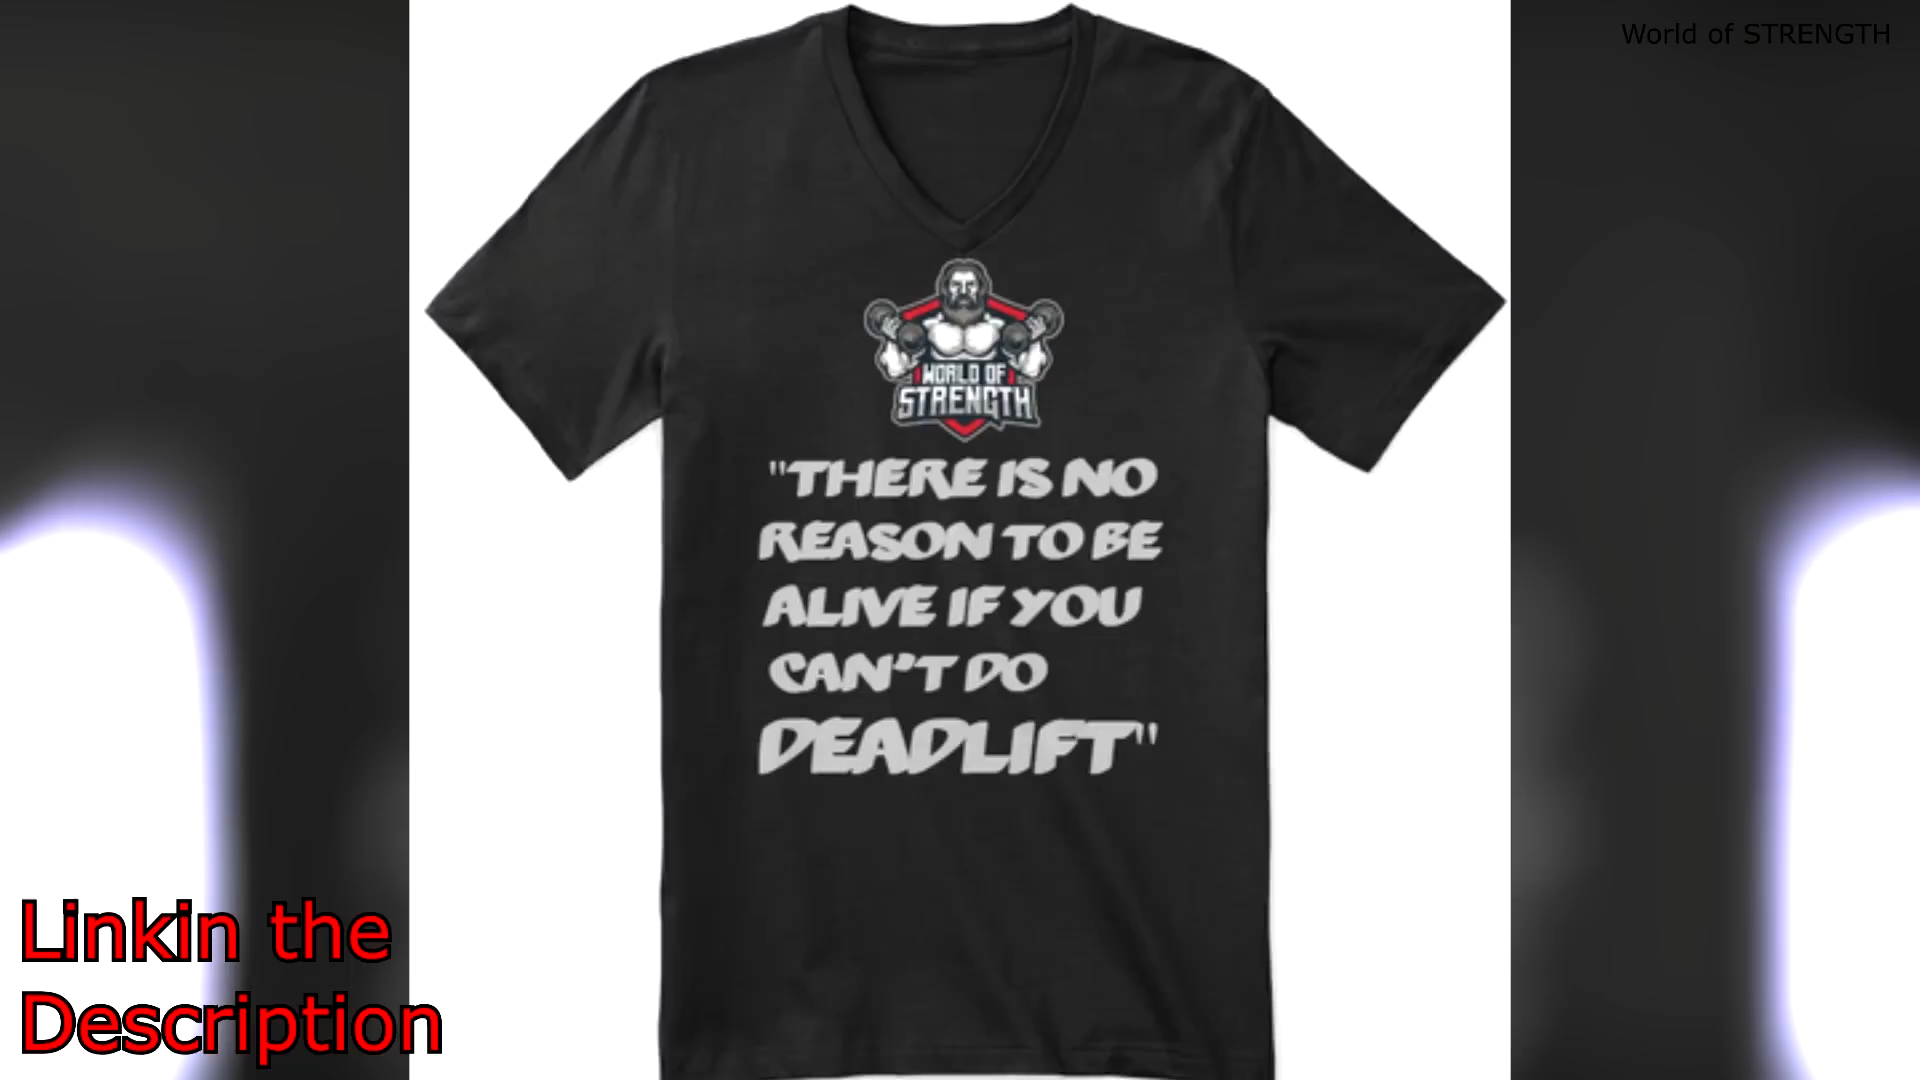 World of STRENGTH
WORLD OF
STRENGTH
"THERE IS NO
REASON TO BE
ALIVE IF YOU
CAN'T DO
DEADLIFT"
Linkin the
Description